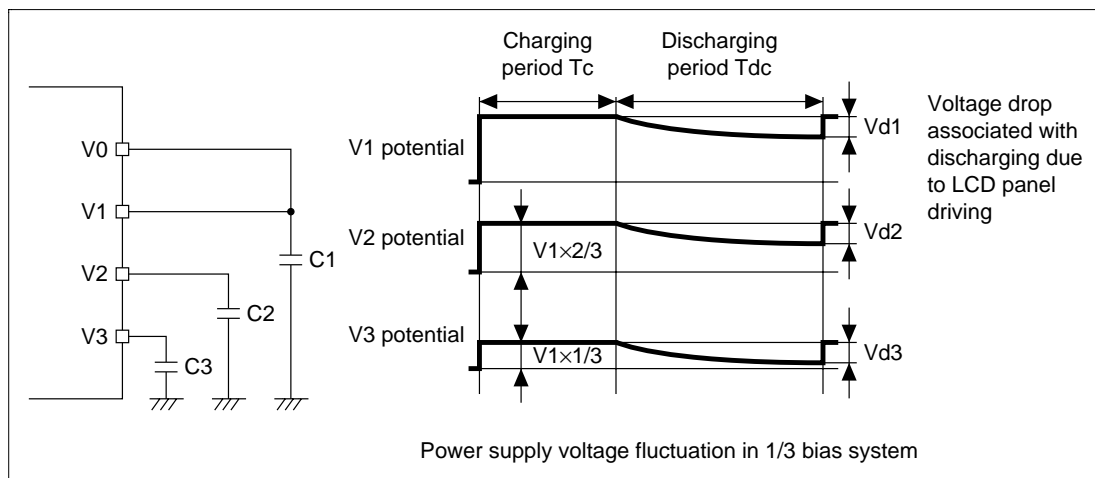 Charging
period Tc
Discharging
period Tdc
V0
V1
V2
V3
C1
C2
C3
V1 potential
Vd1
Voltage drop
associated with
discharging due
to LCD panel
driving
V2 potential
V1×2/3
Vd2
V3 potential
V1×1/3
Vd3
Power supply voltage fluctuation in 1/3 bias system